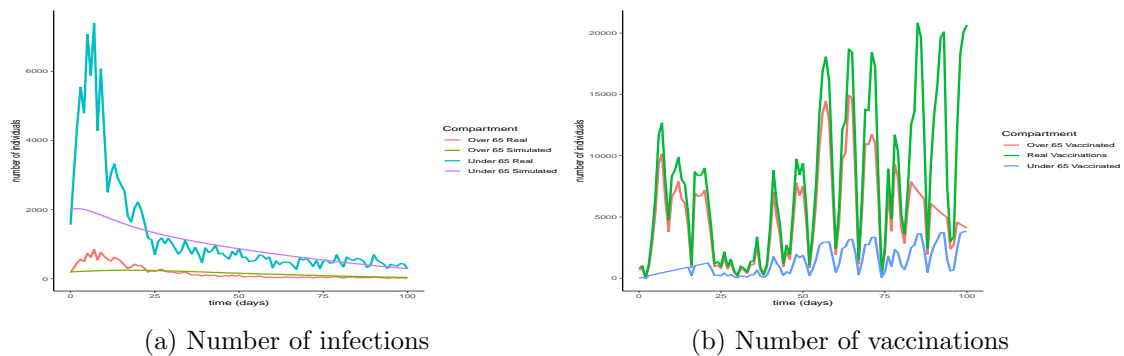 number of individuals
6000
4000
2000
0
0
25
50
75
100
time (days)
Compartment
Over 65 Real
Over 65 Simulated
Under 65 Real
Under 65 Simulated
(a) Number of infections
number of individuals
20000
15000
10000
5000
0
0
25
50
75
100
time (days)
Compartment
Over 65 Vaccinated
Real Vaccinations
Under 65 Vaccinated
(b) Number of vaccinations